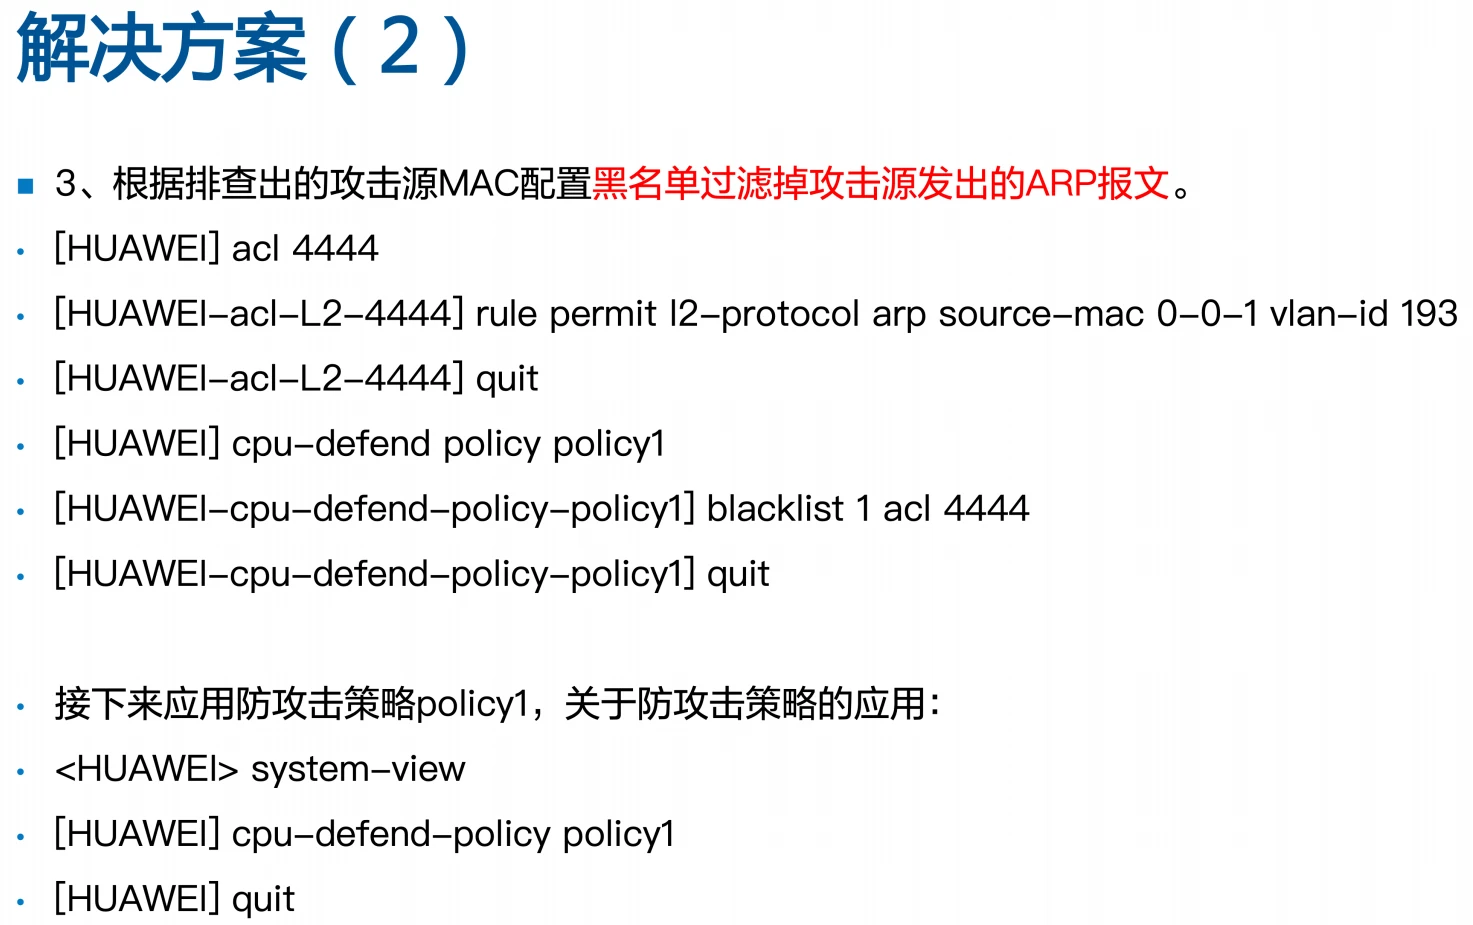 解决方案（2）
3、根据排查出的攻击源MAC配置黑名单过滤掉攻击源发出的ARP报文。
[HUAWEI] acl 4444
[HUAWEI-acl-L2-4444] rule permit l2-protocol arp source-mac 0-0-1 vlan-id 193
[HUAWEI-acl-L2-4444] quit
[HUAWEI] cpu-defend policy policy1
[HUAWEI-cpu-defend-policy-policy1] blacklist 1 acl 4444
[HUAWEI-cpu-defend-policy-policy1] quit
接下来应用防攻击策略policy1，关于防攻击策略的应用：
<HUAWEI> system-view
[HUAWEI] cpu-defend-policy policy1
[HUAWEI] quit